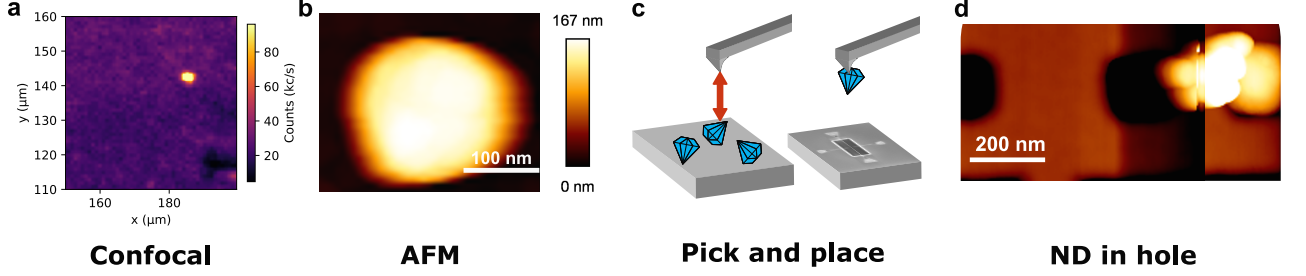 a
160
150
140
130
120
110
y (μm)
160
180
x (μm)
80
60
40
20
Counts (kc/s)
Confocal
b
100 nm
167 nm
0 nm
AFM
c
Pick and place
d
200 nm
ND in hole